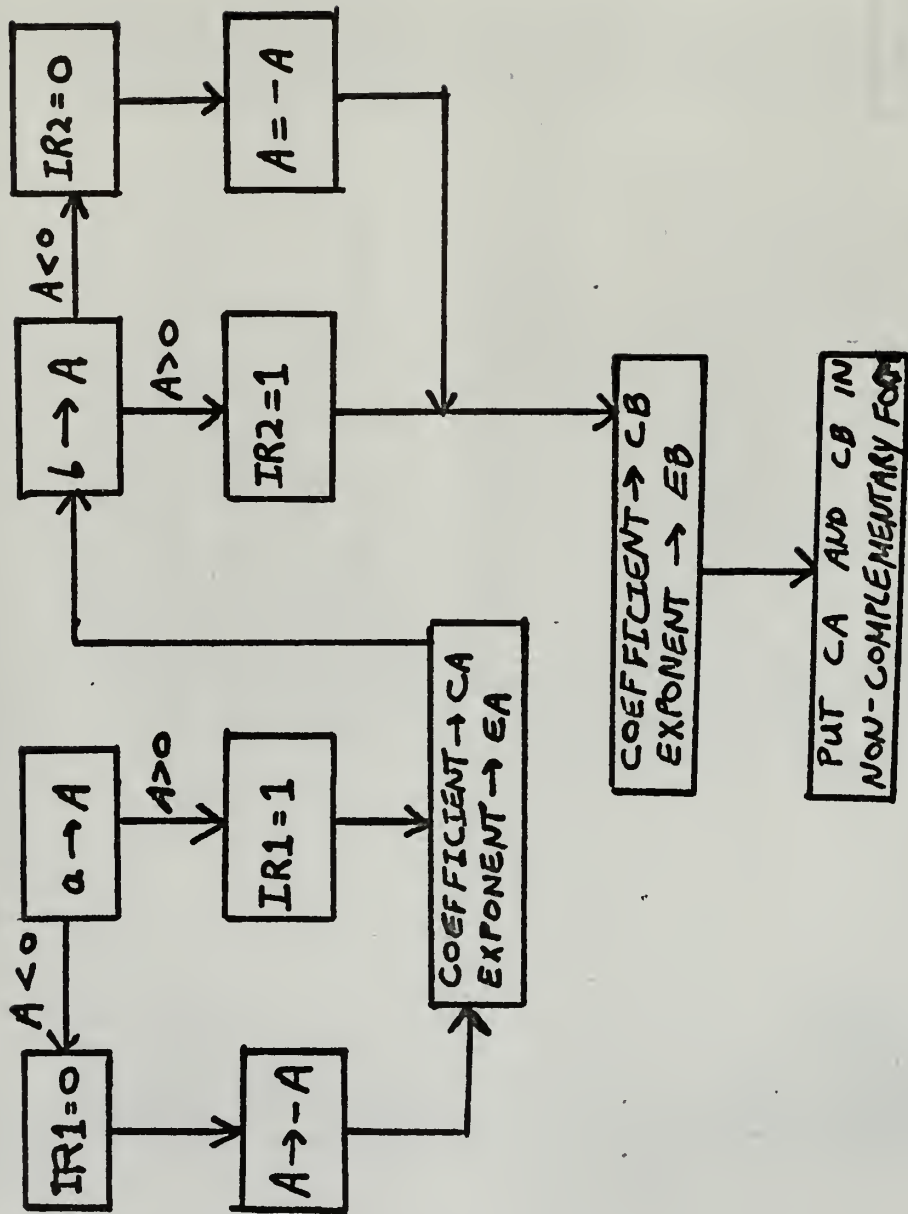 a → A
A < 0
IR1=0
A → -A
A>0
IR1=1
COEFFICIENT → CA
EXPONENT → EA
b → A
A<0
IR2=0
A=-A
A>0
IR2=1
COEFFICIENT → CB
EXPONENT → EB
PUT CA AND CB IN
NON-COMPLEMENTARY FORM